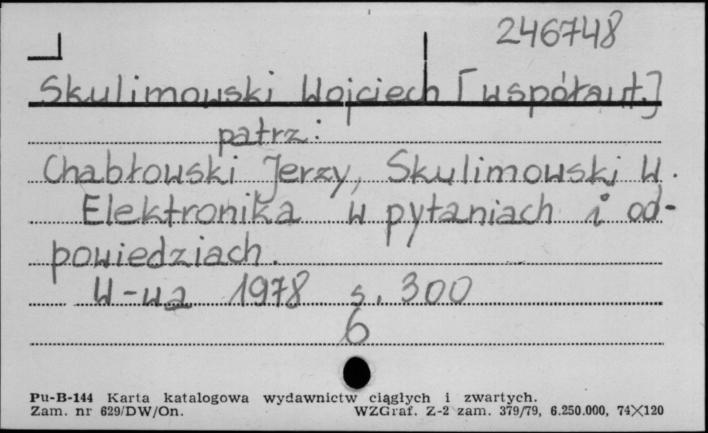 246748
Skulimowski Wojciech [współaut.]
patrz:
Chabłowski Jerzy, Skulimowski W.
Elektronika w pytaniach i od-
powiedziach.
W-wa 1978 s. 300
6
Pu-B-144 Karta katalogowa wydawnictw ciągłych i zwartych.
Zam. nr 629/DW/On. WZGraf. Z-2 zam. 379/79, 6.250.000, 74×120